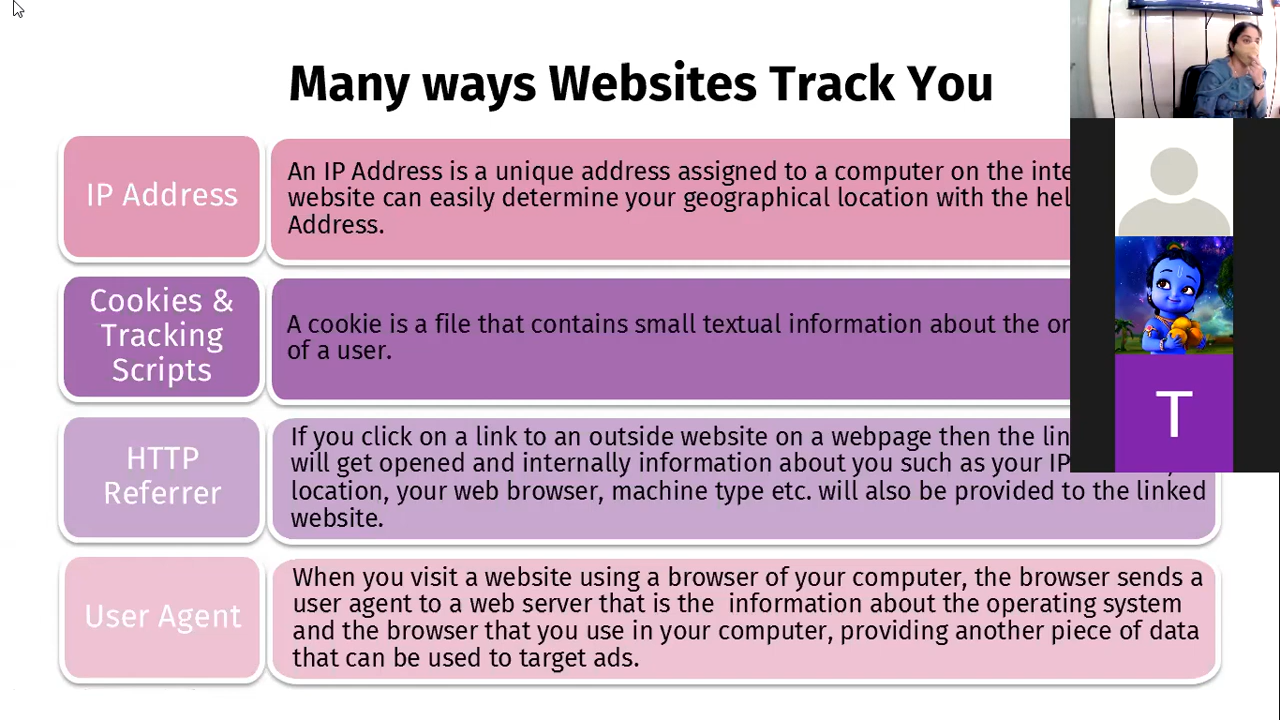 Many ways Websites Track You
IP Address
An IP Address is a unique address assigned to a computer on the
website can easily determine your geographical location with the
Address.
Cookies &
Tracking
Scripts
A cookie is a file that contains small textual information about the
of a user.
HTTP
Referrer
If you click on a link to an outside website on a webpage then the
will get opened and internally information about you such as your IP
location, your web browser, machine type etc. will also be provided to the linked
website.
User Agent
When you visit a website using a browser of your computer, the browser sends a
user agent to a web server that is the information about the operating system
and the browser that you use in your computer, providing another piece of data
that can be used to target ads.
T